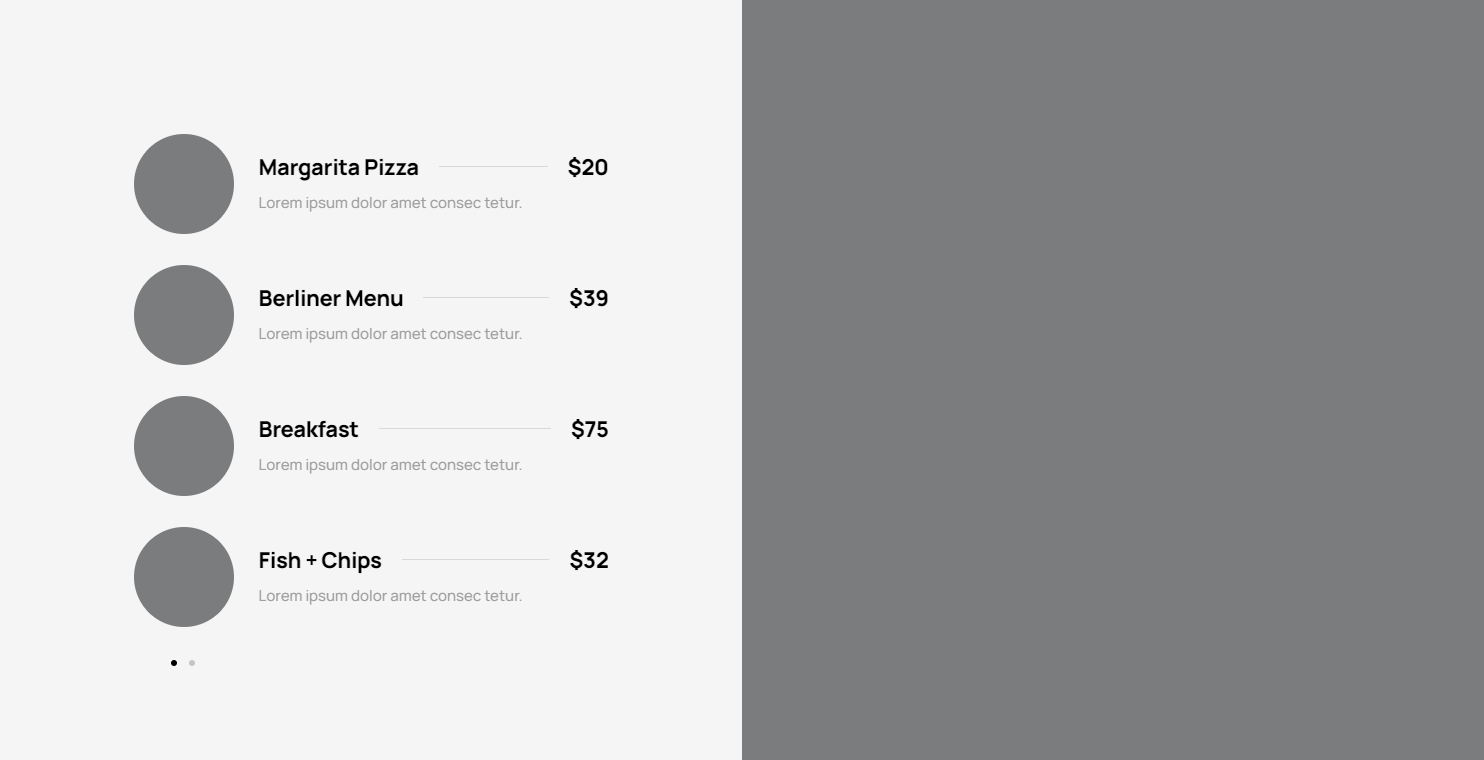 Margarita Pizza $20
Lorem ipsum dolor amet consec tetur.
Berliner Menu $39
Lorem ipsum dolor amet consec tetur.
Breakfast $75
Lorem ipsum dolor amet consec tetur.
Fish + Chips $32
Lorem ipsum dolor amet consec tetur.